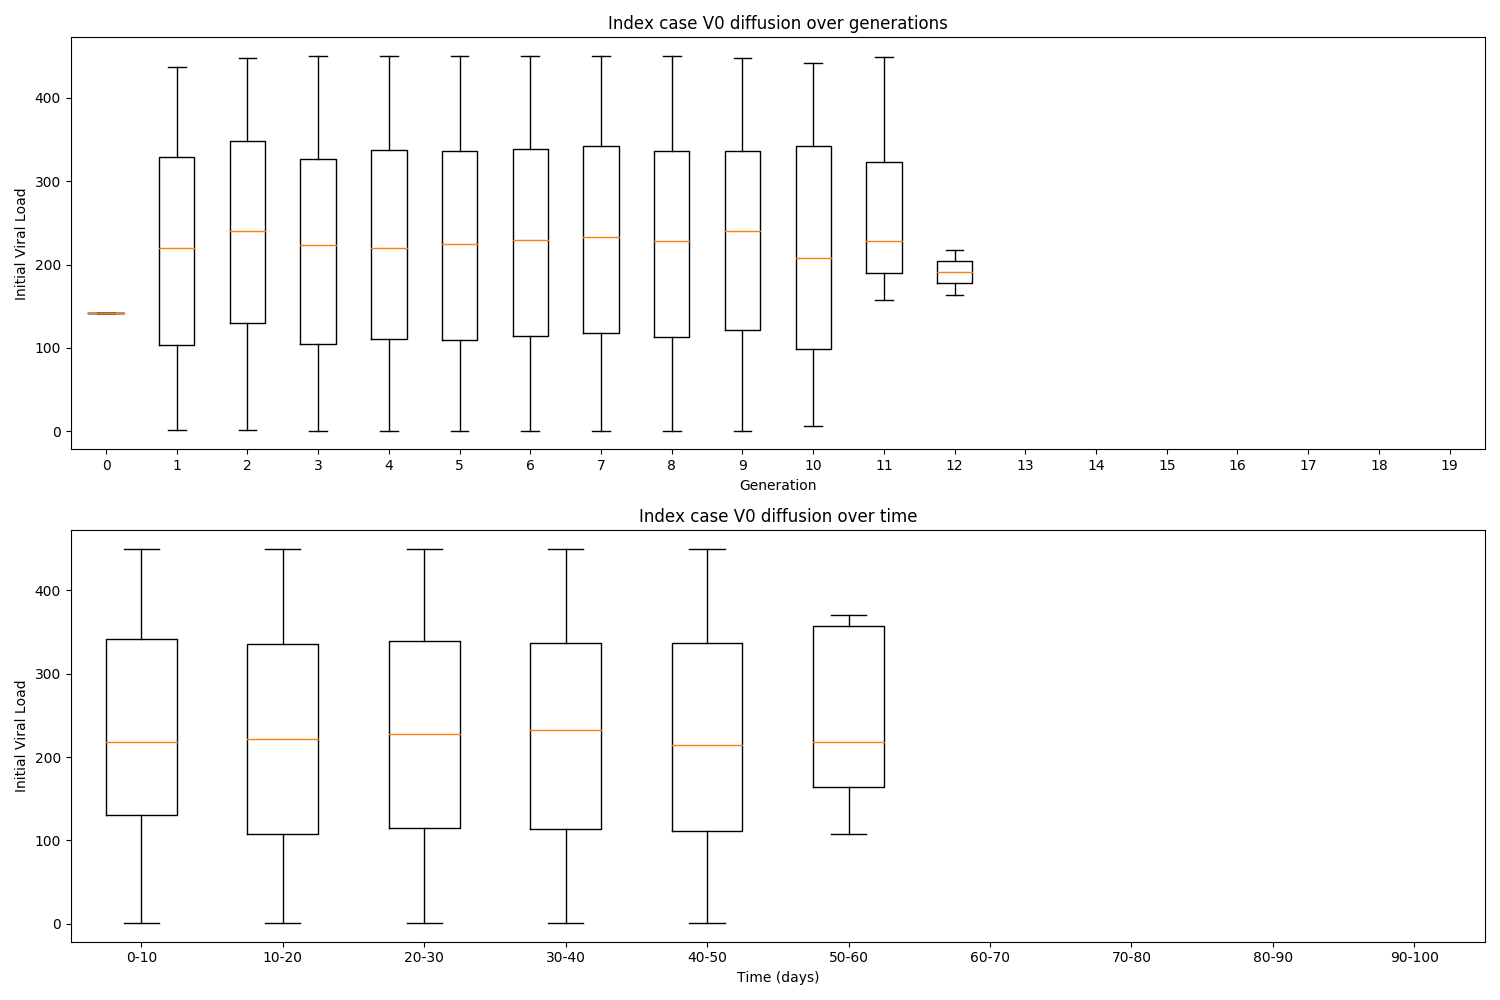 Index case V0 diffusion over generations
Initial Viral Load
400
300
200
100
0
0 1 2 3 4 5 6 7 8 9 10 11 12 13 14 15 16 17 18 19
Generation
Index case V0 diffusion over time
Initial Viral Load
400
300
200
100
0
0-10 10-20 20-30 30-40 40-50 50-60 60-70 70-80 80-90 90-100
Time (days)